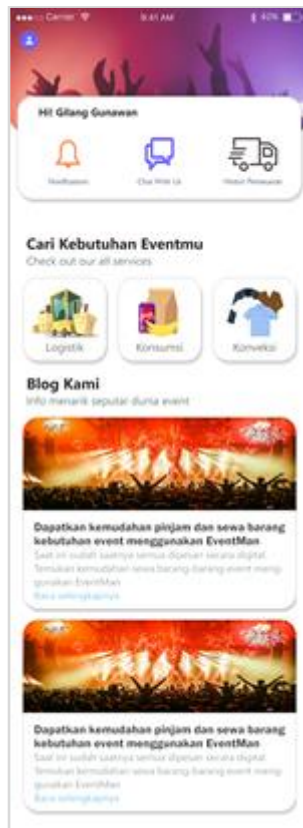 Carrier
9:41 AM
42%
Hi! Gilang Gunawan
Notifikasi
Chat With Us
Histori Pemesanan
Cari Kebutuhan Eventmu
Check out our all services
Logistik
Konsumsi
Konveksi
Blog Kami
Info menarik seputar dunia event
Dapatkan kemudahan pinjam dan sewa barang
kebutuhan event menggunakan EventMan
Saat ini sudah saatnya semua dipesan secara digital.
Temukan kemudahan sewa barang-barang event meng-
gunakan EventMan
Baca selengkapnya
Dapatkan kemudahan pinjam dan sewa barang
kebutuhan event menggunakan EventMan
Saat ini sudah saatnya semua dipesan secara digital.
Temukan kemudahan sewa barang-barang event meng-
gunakan EventMan
Baca selengkapnya